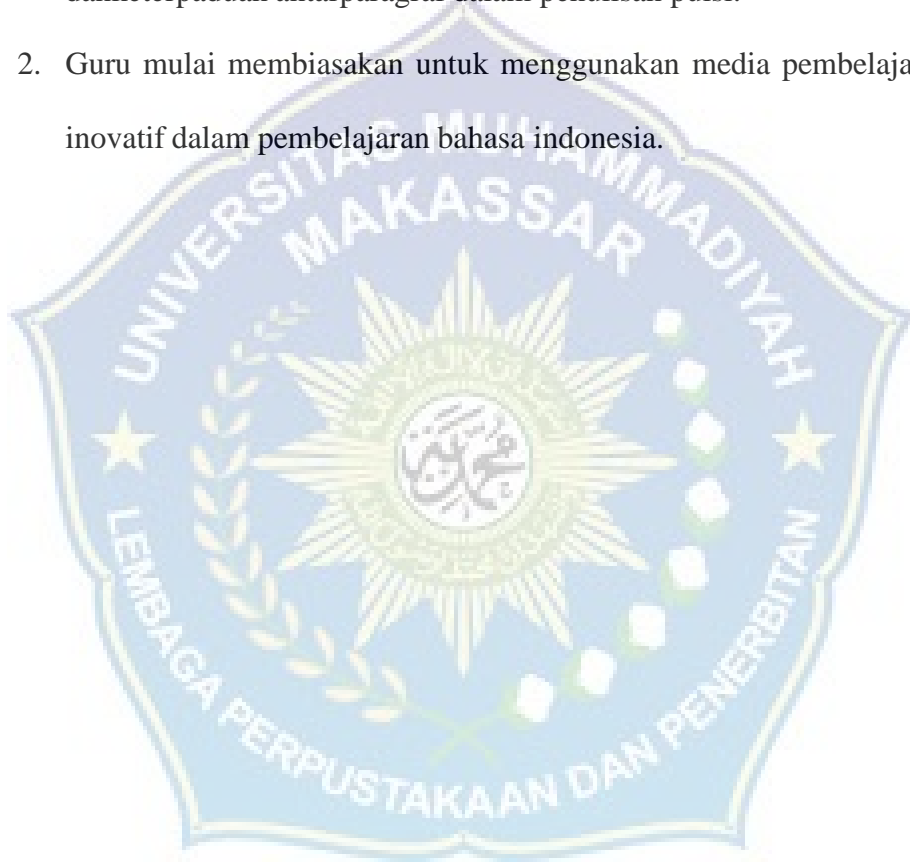 2. Guru mulai membiasakan untuk menggunakan media pembelaja
inovatif dalam pembelajaran bahasa indonesia.
UNIVERSITAS MUHAMMADIYAH
MAKASSAR
LEMBAGA PERPUSTAKAAN DAN PENERBITAN